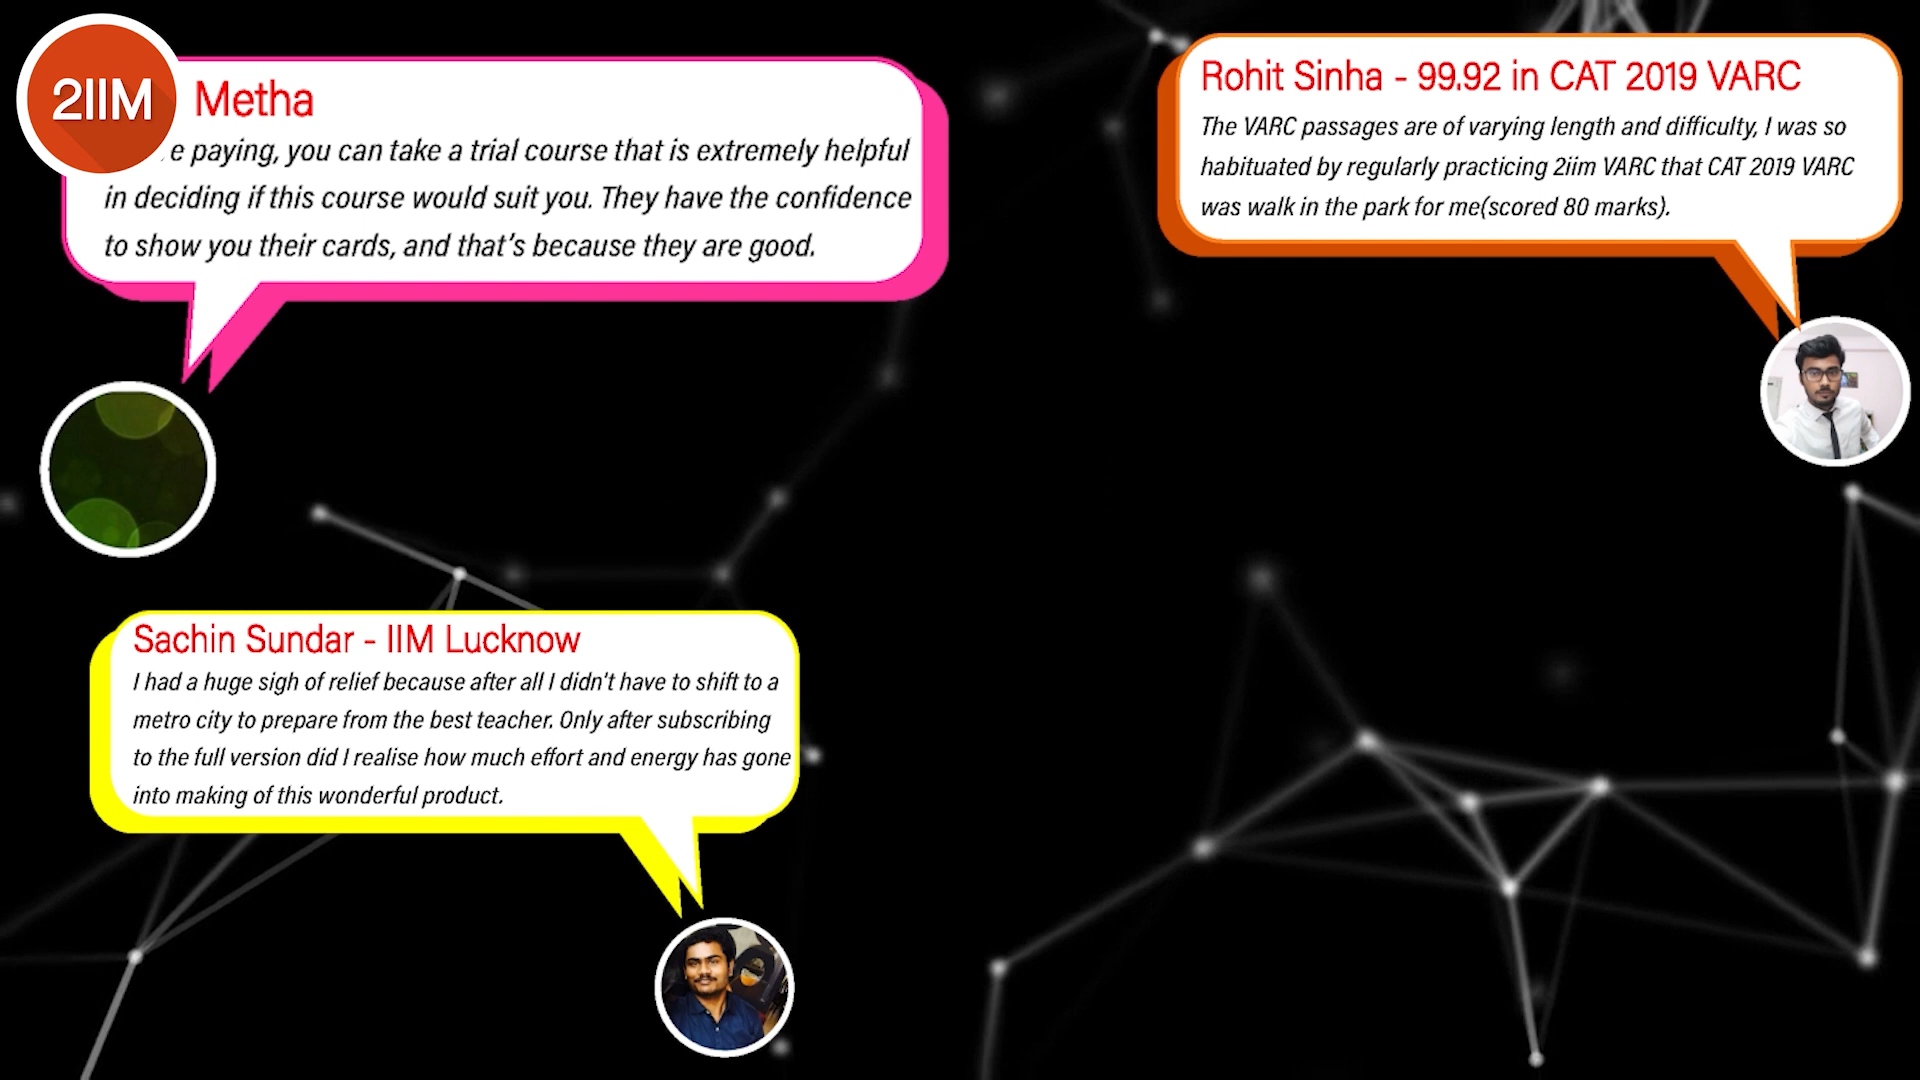 2IIM
Metha
paying, you can take a trial course that is extremely helpful
in deciding if this course would suit you. They have the confidence
to show you their cards, and that's because they are good.
Rohit Sinha - 99.92 in CAT 2019 VARC
The VARC passages are of varying length and difficulty, I was so
habituated by regularly practicing 2iim VARC that CAT 2019 VARC
was walk in the park for me(scored 80 marks).
Sachin Sundar - IIM Lucknow
I had a huge sigh of relief because after all I didn't have to shift to a
metro city to prepare from the best teacher. Only after subscribing
to the full version did I realise how much effort and energy has gone
into making of this wonderful product.